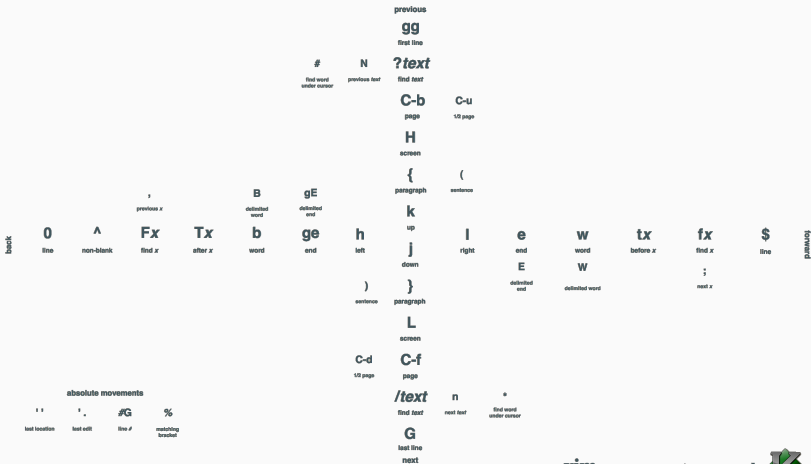 previous
gg
first line
# N ?text
find word under cursor previous text find text
C-b C-u
page 1/2 page
H
screen
{ (
paragraph sentence
, B gE
previous x delimited word delimited end
k
up
back 0 ^ Fx Tx b ge h l e w tx fx $ forward
line non-blank find x after x word end left right end word before x find x line
j
down
E W ;
delimited end delimited word next x
) }
sentence paragraph
L
screen
C-d C-f
1/2 page page
/text n *
find text next text find word under cursor
G
last line
next
absolute movements
' ' ' . #G %
last location last edit line # matching bracket